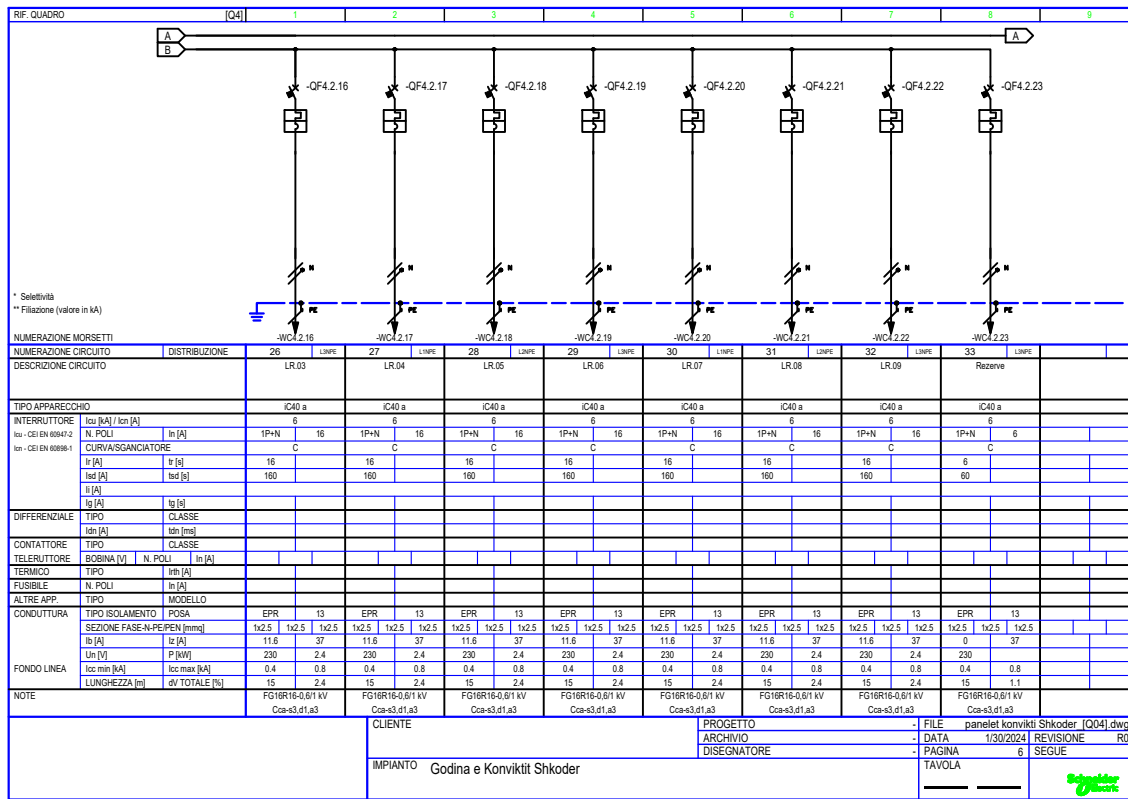 RIF. QUADRO [Q4] 1 2 3 4 5 6 7 8 9
A A
B
-QF4.2.16 -QF4.2.17 -QF4.2.18 -QF4.2.19 -QF4.2.20 -QF4.2.21 -QF4.2.22 -QF4.2.23
N N N N N N N N
* Selettività
** Filiazione (valore in kA)
PE PE PE PE PE PE PE PE
NUMERAZIONE MORSETTI -WC4.2.16 -WC4.2.17 -WC4.2.18 -WC4.2.19 -WC4.2.20 -WC4.2.21 -WC4.2.22 -WC4.2.23
NUMERAZIONE CIRCUITO DISTRIBUZIONE 26 L3NPE 27 L1NPE 28 L2NPE 29 L3NPE 30 L1NPE 31 L2NPE 32 L3NPE 33 L3NPE
DESCRIZIONE CIRCUITO LR.03 LR.04 LR.05 LR.06 LR.07 LR.08 LR.09 Rezerve
TIPO APPARECCHIO iC40 a iC40 a iC40 a iC40 a iC40 a iC40 a iC40 a iC40 a
INTERRUTTORE Icu [kA] / Icn [A] 6 6 6 6 6 6 6 6
Icu - CEI EN 60947-2 N. POLI In [A] 1P+N 16 1P+N 16 1P+N 16 1P+N 16 1P+N 16 1P+N 16 1P+N 16 1P+N 6
Icn - CEI EN 60898-1 CURVA/SGANCIATORE C C C C C C C C
Ir [A] tr [s] 16 16 16 16 16 16 16 6
Isd [A] tsd [s] 160 160 160 160 160 160 160 60
Ii [A]
Ig [A] tg [s]
DIFFERENZIALE TIPO CLASSE
Idn [A] tdn [ms]
CONTATTORE TIPO CLASSE
TELERUTTORE BOBINA [V] N. POLI In [A]
TERMICO TIPO Irth [A]
FUSIBILE N. POLI In [A]
ALTRE APP. TIPO MODELLO
CONDUTTURA TIPO ISOLAMENTO POSA EPR 13 EPR 13 EPR 13 EPR 13 EPR 13 EPR 13 EPR 13 EPR 13
SEZIONE FASE-N-PE/PEN [mmq] 1x2.5 1x2.5 1x2.5 1x2.5 1x2.5 1x2.5 1x2.5 1x2.5 1x2.5 1x2.5 1x2.5 1x2.5 1x2.5 1x2.5 1x2.5 1x2.5 1x2.5 1x2.5 1x2.5 1x2.5 1x2.5 1x2.5 1x2.5 1x2.5
Ib [A] Iz [A] 11.6 37 11.6 37 11.6 37 11.6 37 11.6 37 11.6 37 11.6 37 0 37
Un [V] P [kW] 230 2.4 230 2.4 230 2.4 230 2.4 230 2.4 230 2.4 230 2.4 230
FONDO LINEA Icc min [kA] Icc max [kA] 0.4 0.8 0.4 0.8 0.4 0.8 0.4 0.8 0.4 0.8 0.4 0.8 0.4 0.8 0.4 0.8
LUNGHEZZA [m] dV TOTALE [%] 15 2.4 15 2.4 15 2.4 15 2.4 15 2.4 15 2.4 15 2.4 15 1.1
NOTE FG16R16-0,6/1 kV FG16R16-0,6/1 kV FG16R16-0,6/1 kV FG16R16-0,6/1 kV FG16R16-0,6/1 kV FG16R16-0,6/1 kV FG16R16-0,6/1 kV FG16R16-0,6/1 kV
Cca-s3,d1,a3 Cca-s3,d1,a3 Cca-s3,d1,a3 Cca-s3,d1,a3 Cca-s3,d1,a3 Cca-s3,d1,a3 Cca-s3,d1,a3 Cca-s3,d1,a3
CLIENTE PROGETTO - FILE panelet konvikti Shkoder_[Q04].dwg
ARCHIVIO - DATA 1/30/2024 REVISIONE R0
DISEGNATORE - PAGINA 6 SEGUE
IMPIANTO Godina e Konviktit Shkoder TAVOLA
Schneider Electric